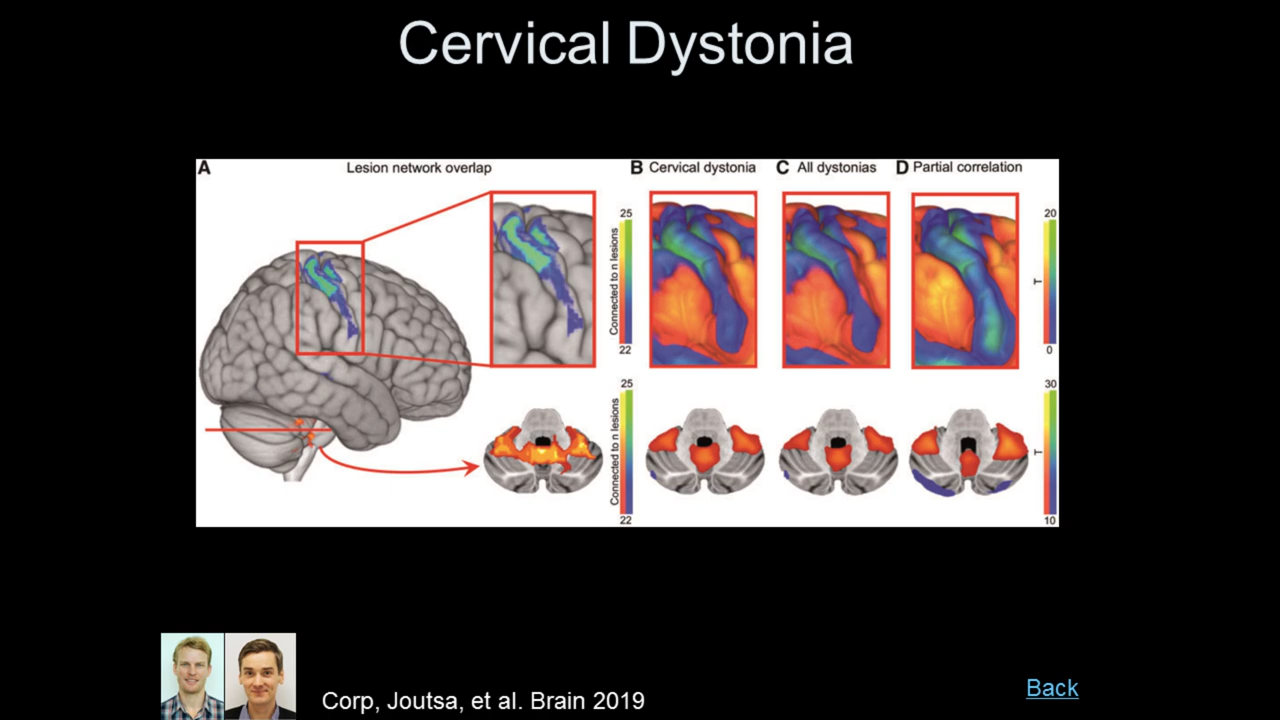 Cervical Dystonia
A Lesion network overlap B Cervical dystonia C All dystonias D Partial correlation
25
Connected to n lesions
22
20
T
0
25
Connected to n lesions
22
30
T
10
Corp, Joutsa, et al. Brain 2019
Back